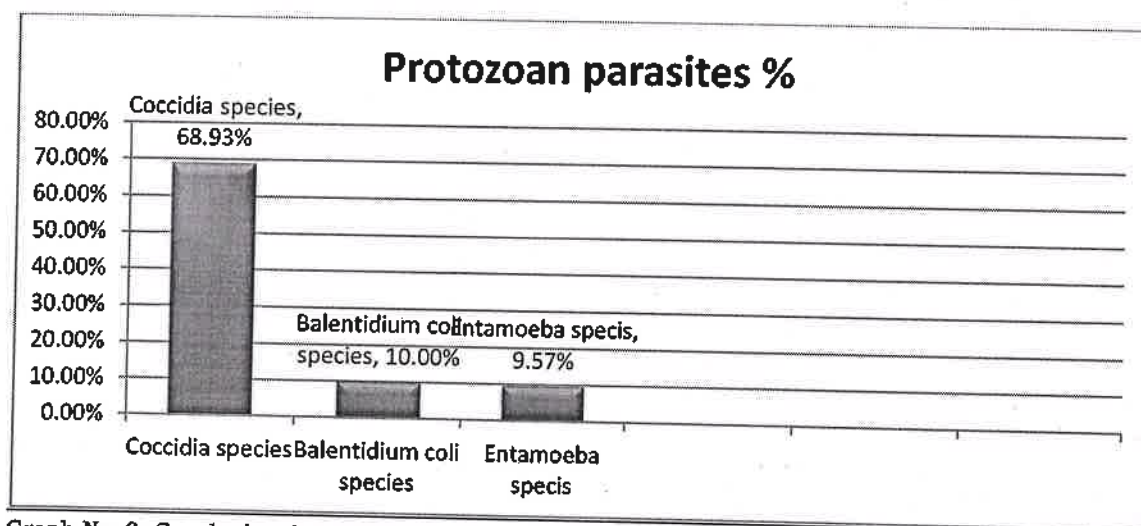 Protozoan parasites %
Coccidia species,
68.93%
80.00%
70.00%
60.00%
50.00%
40.00%
30.00%
20.00%
10.00%
0.00%
Balentidium coli
species, 10.00%
Entamoeba specis,
9.57%
Coccidia species
Balentidium coli
species
Entamoeba
specis